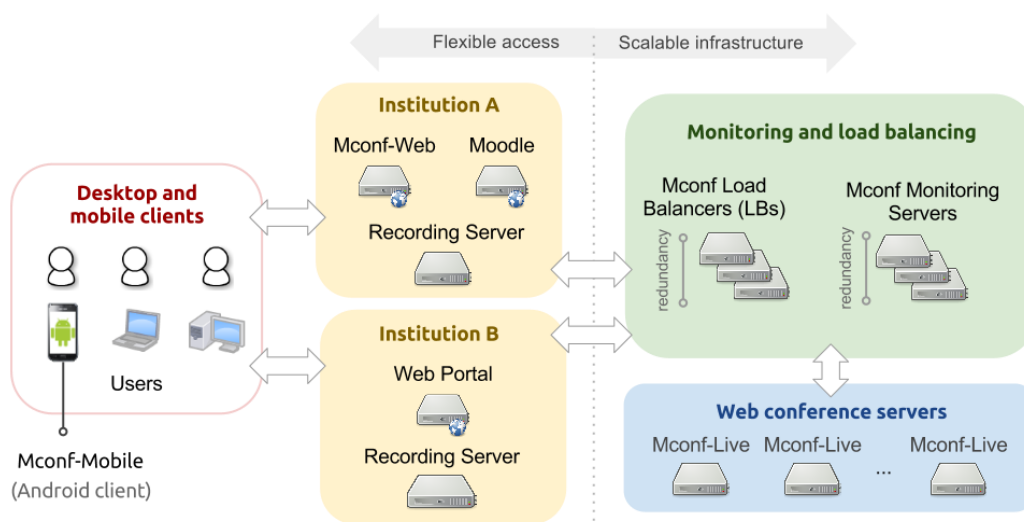 Flexible access
Scalable infrastructure
Desktop and
mobile clients
Users
Mconf-Mobile
(Android client)
Institution A
Mconf-Web
Moodle
Recording Server
Institution B
Web Portal
Recording Server
Monitoring and load balancing
Mconf Load
Balancers (LBs)
redundancy
Mconf Monitoring
Servers
redundancy
Web conference servers
Mconf-Live
Mconf-Live
...
Mconf-Live